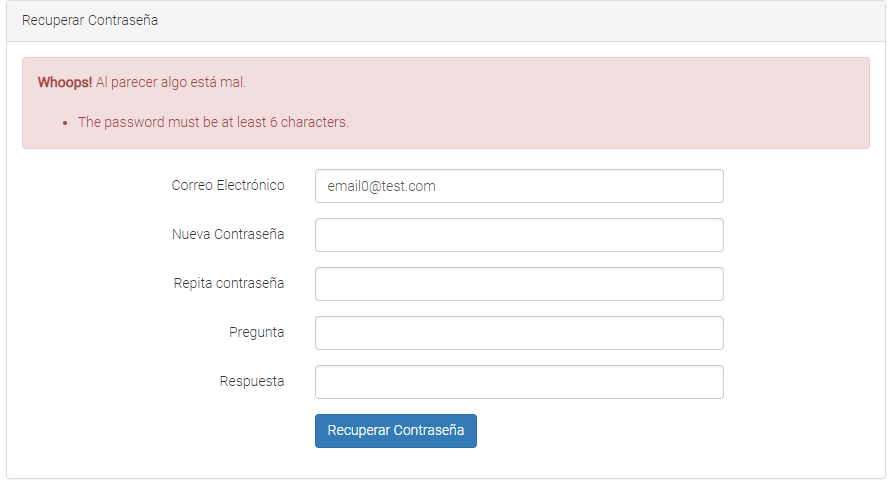 Recuperar Contraseña
Whoops! Al parecer algo está mal.
• The password must be at least 6 characters.
Correo Electrónico email0@test.com
Nueva Contraseña
Repita contraseña
Pregunta
Respuesta
Recuperar Contraseña